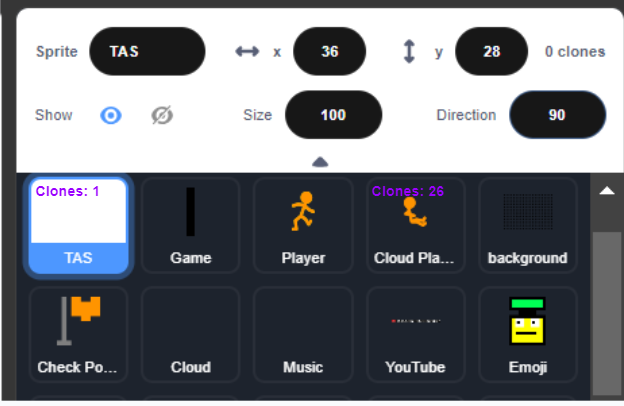 Sprite TAS x 36 y 28 0 clones
Show Size 100 Direction 90
Clones: 1 Clones: 26
TAS Game Player Cloud Pla... background
Check Po... Cloud Music YouTube Emoji